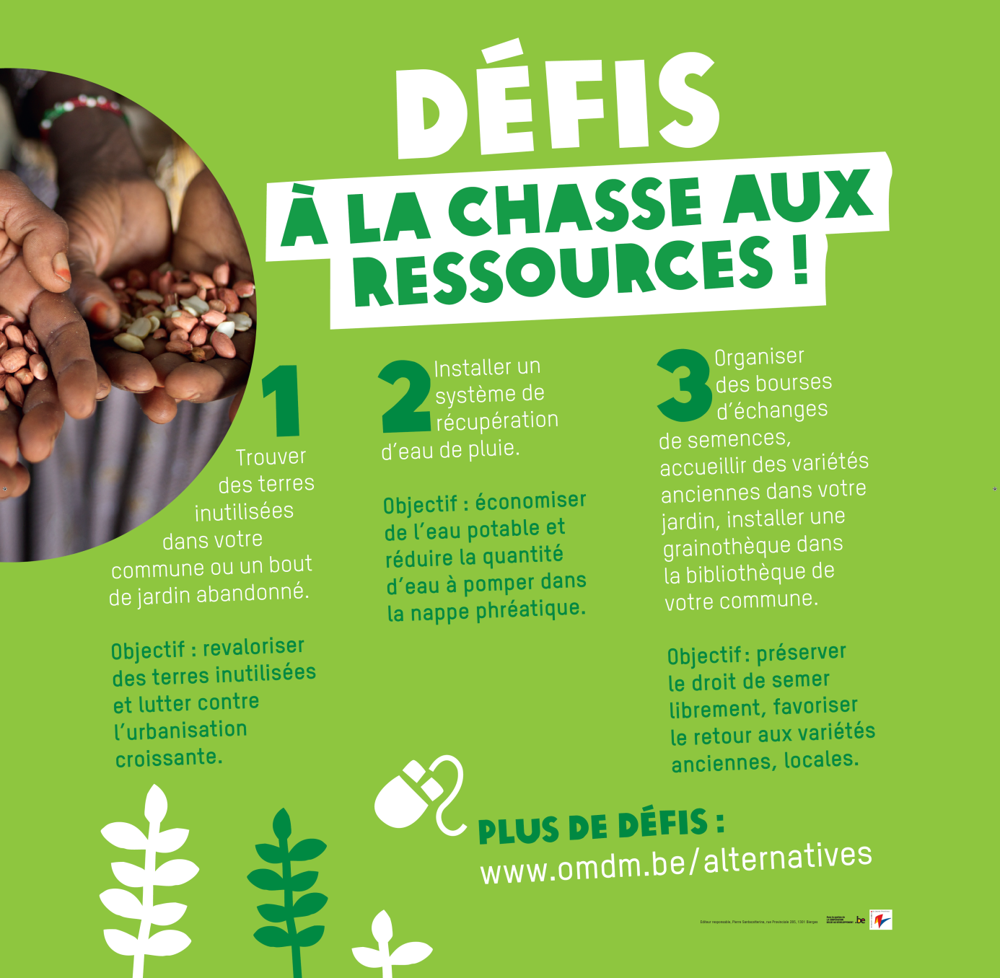 DÉFIS
À LA CHASSE AUX
RESSOURCES !
1
Trouver
des terres
inutilisées
dans votre
commune ou un bout
de jardin abandonné.
Objectif : revaloriser
des terres inutilisées
et lutter contre
l’urbanisation
croissante.
2
Installer un
système de
récupération
d’eau de pluie.
Objectif : économiser
de l’eau potable et
réduire la quantité
d’eau à pomper dans
la nappe phréatique.
3
Organiser
des bourses
d’échanges
de semences,
accueillir des variétés
anciennes dans votre
jardin, installer une
grainothèque dans
la bibliothèque de
votre commune.
Objectif : préserver
le droit de semer
librement, favoriser
le retour aux variétés
anciennes, locales.
PLUS DE DÉFIS :
www.omdm.be/alternatives
Editeur responsable, Pierre Santacatterina, rue Provinciale 285, 1301 Bierges
.be